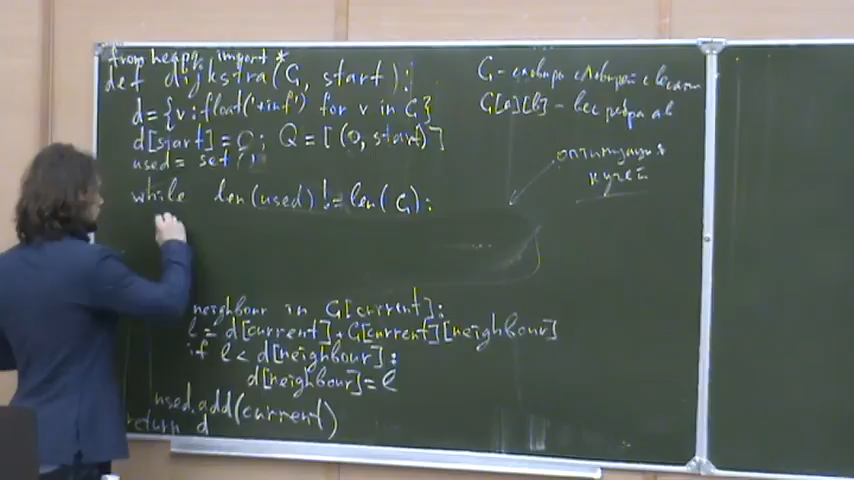 from heapq import *
def dijkstra(G, start):
d={v:float('+inf') for v in G}
d[start] = 0; Q = [(0, start)]
used = set()
while len(used) != len(G):
neighbour in G[current]:
l = d[current] + G[current][neighbour]
if l < d[neighbour]:
d[neighbour] = l
used.add(current)
return d
G - словарь словарей с весами
G[a][b] - вес ребра ab
оптимизация
кучей